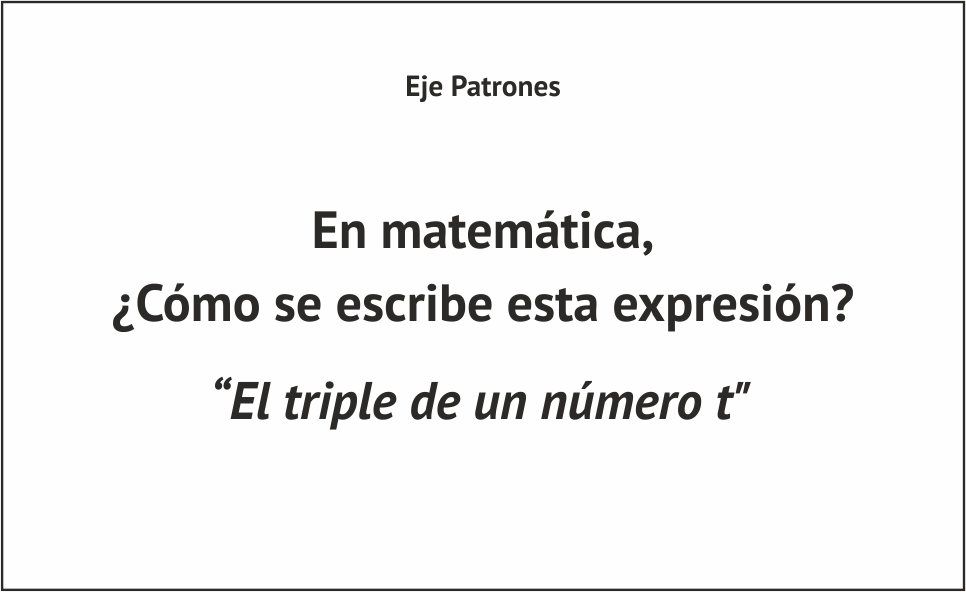 Eje Patrones
En matemática,
¿Cómo se escribe esta expresión?
“El triple de un número t”